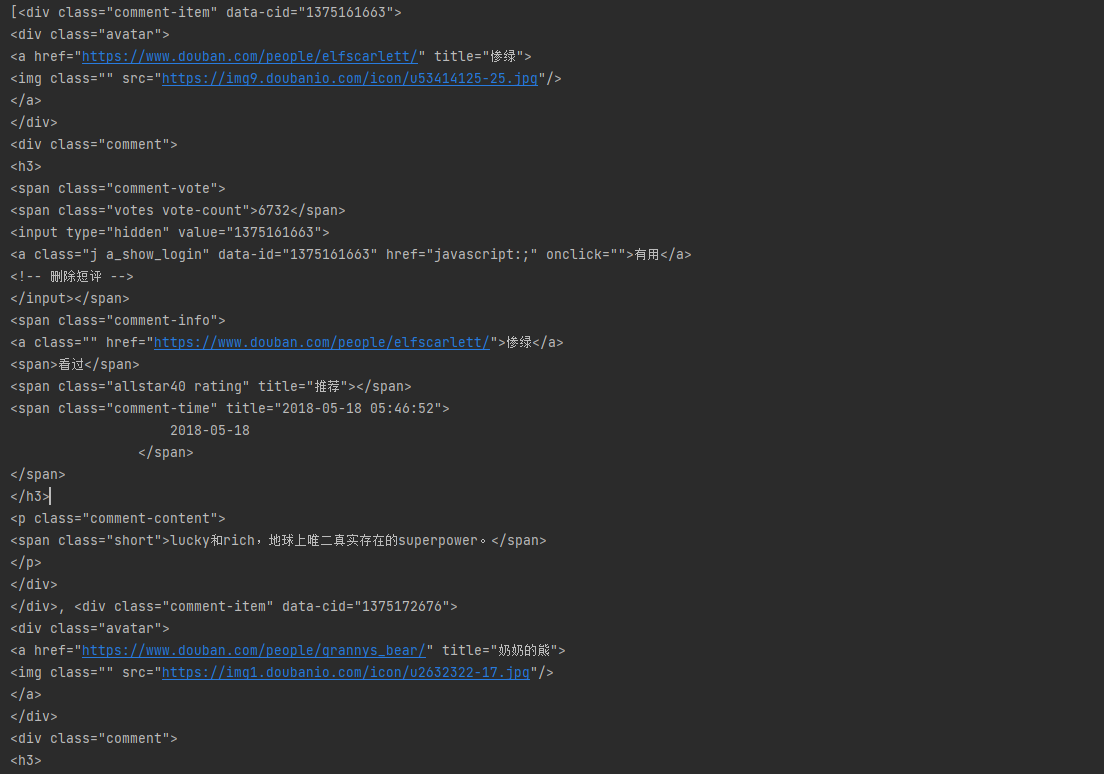 [<div class="comment-item" data-cid="1375161663">
<div class="avatar">
<a href="https://www.douban.com/people/elfscarlett/" title="惨绿">
<img class="" src="https://img9.doubanio.com/icon/u53414125-25.jpg"/>
</a>
</div>
<div class="comment">
<h3>
<span class="comment-vote">
<span class="votes vote-count">6732</span>
<input type="hidden" value="1375161663">
<a class="j a_show_login" data-id="1375161663" href="javascript:;" onclick="">有用</a>
<!-- 删除短评 -->
</input></span>
<span class="comment-info">
<a class="" href="https://www.douban.com/people/elfscarlett/">惨绿</a>
<span>看过</span>
<span class="allstar40 rating" title="推荐"></span>
<span class="comment-time" title="2018-05-18 05:46:52">
2018-05-18
</span>
</span>
</h3>
<p class="comment-content">
<span class="short">lucky和rich，地球上唯二真实存在的superpower。</span>
</p>
</div>
</div>, <div class="comment-item" data-cid="1375172676">
<div class="avatar">
<a href="https://www.douban.com/people/grannys_bear/" title="奶奶的熊">
<img class="" src="https://img1.doubanio.com/icon/u2632322-17.jpg"/>
</a>
</div>
<div class="comment">
<h3>